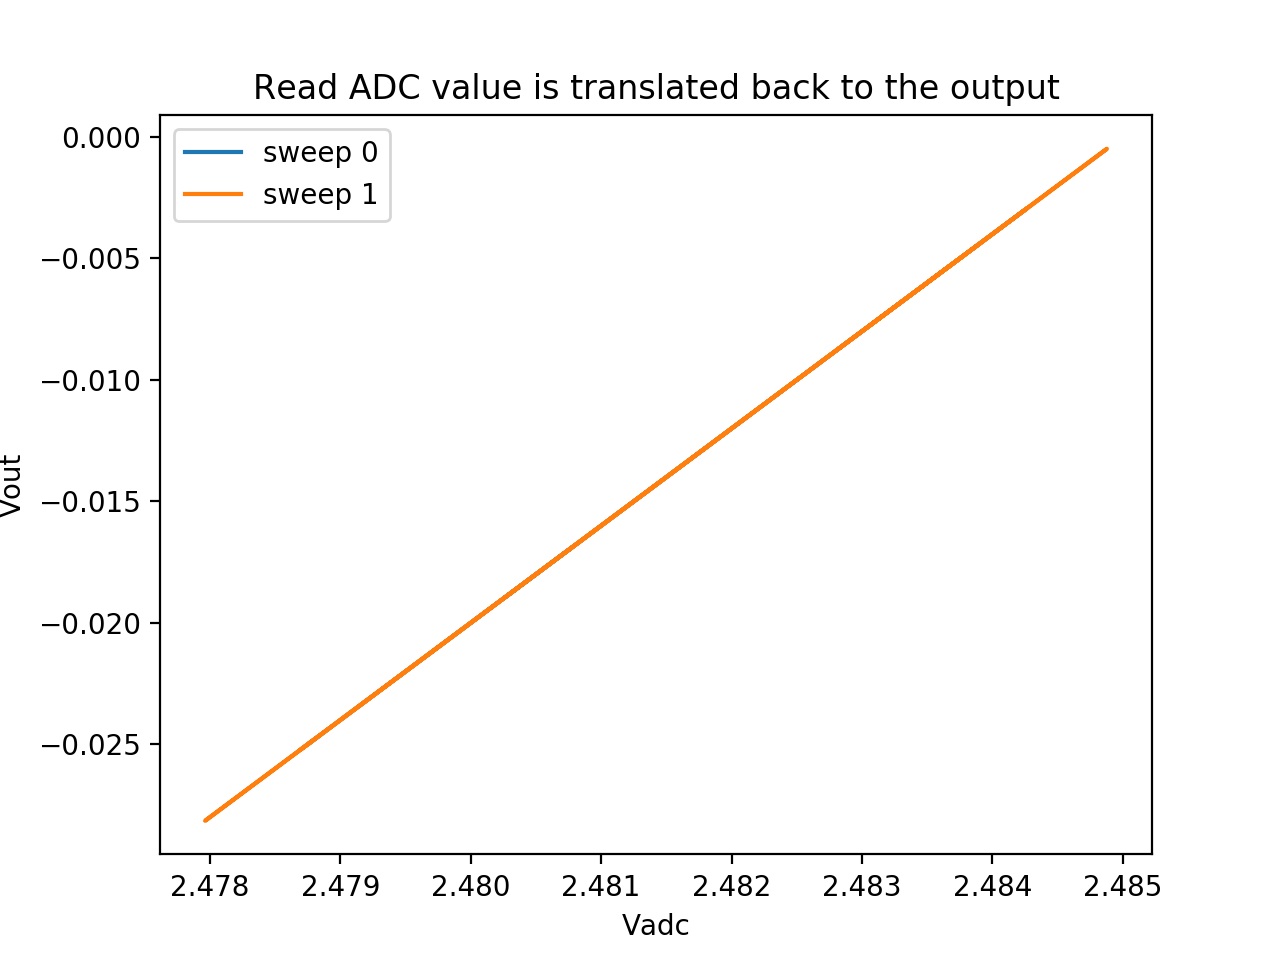 Read ADC value is translated back to the output
sweep 0
sweep 1
0.000
−0.005
−0.010
−0.015
−0.020
−0.025
Vout
2.478 2.479 2.480 2.481 2.482 2.483 2.484 2.485
Vadc